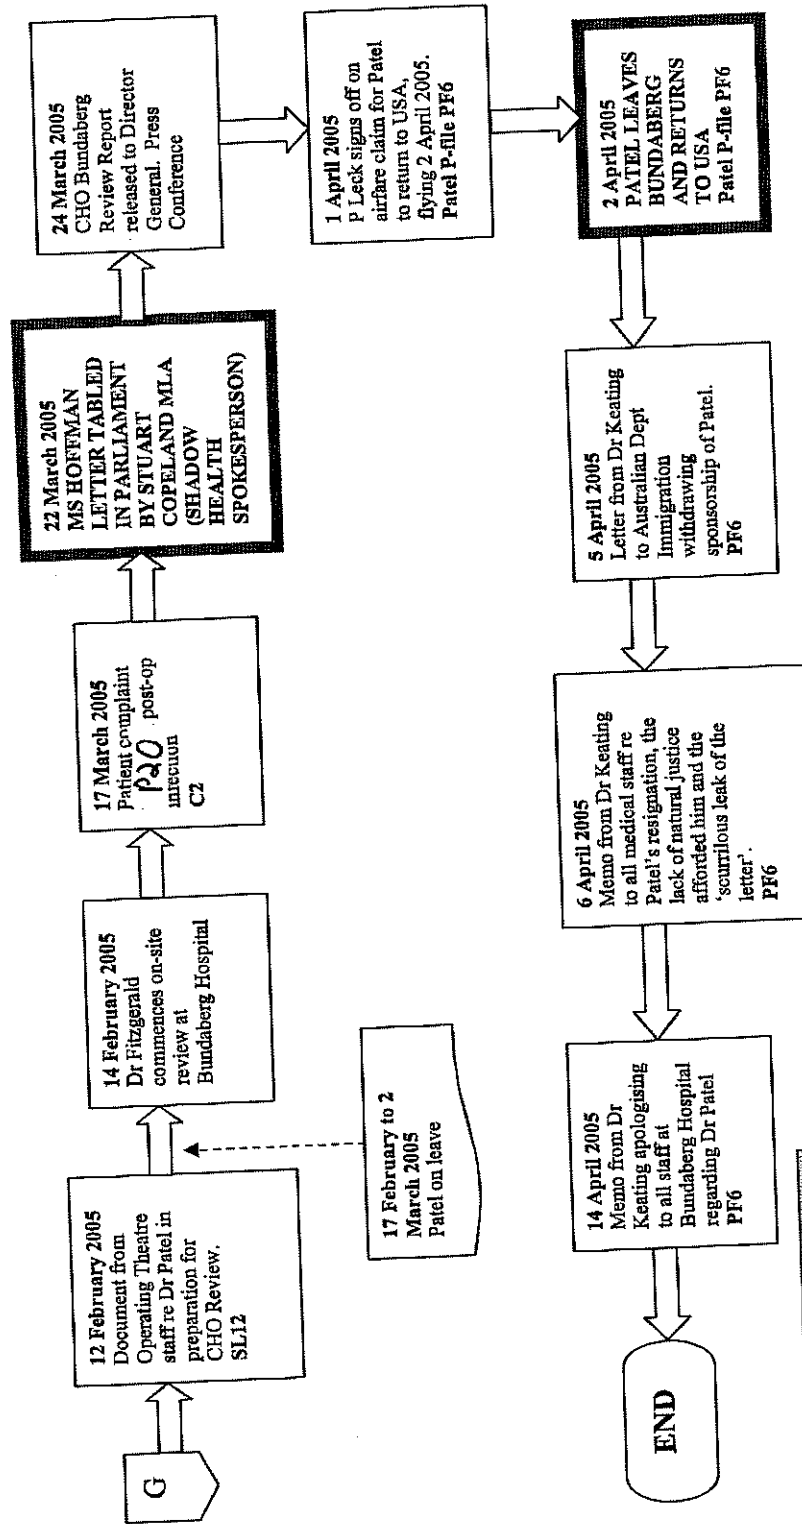 G
12 February 2005
Document from
Operating Theatre
staff re Dr Patel in
preparation for
CHO Review.
SL12
14 February 2005
Dr Fitzgerald
commences on-site
review at
Bundaberg Hospital
17 February to 2
March 2005
Patel on leave
17 March 2005
Patient complaint
P20 post-op
infection
C2
22 March 2005
MS HOFFMAN
LETTER TABLED
IN PARLIAMENT
BY STUART
COPELAND MLA
(SHADOW
HEALTH
SPOKESPERSON)
24 March 2005
CHO Bundaberg
Review Report
released to Director
General. Press
Conference
1 April 2005
P Leck signs off on
airfare claim for Patel
to return to USA,
flying 2 April 2005.
Patel P-file PF6
2 April 2005
PATEL LEAVES
BUNDABERG
AND RETURNS
TO USA
Patel P-file PF6
5 April 2005
Letter from Dr Keating
to Australian Dept
Immigration
withdrawing
sponsorship of Patel.
PF6
6 April 2005
Memo from Dr Keating
to all medical staff re
Patel's resignation, the
lack of natural justice
afforded him and the
'scurrilous leak of the
letter'.
PF6
14 April 2005
Memo from Dr
Keating apologising
to all staff at
Bundaberg Hospital
regarding Dr Patel
PF6
END